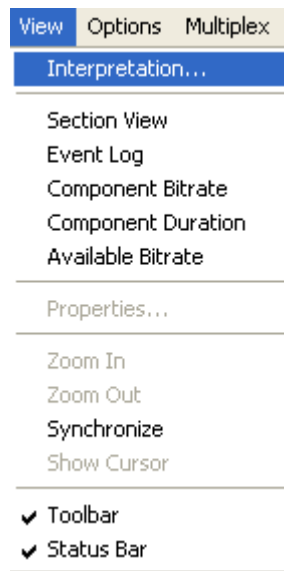 View Options Multiplex
Interpretation...
Section View
Event Log
Component Bitrate
Component Duration
Available Bitrate
Properties...
Zoom In
Zoom Out
Synchronize
Show Cursor
Toolbar
Status Bar